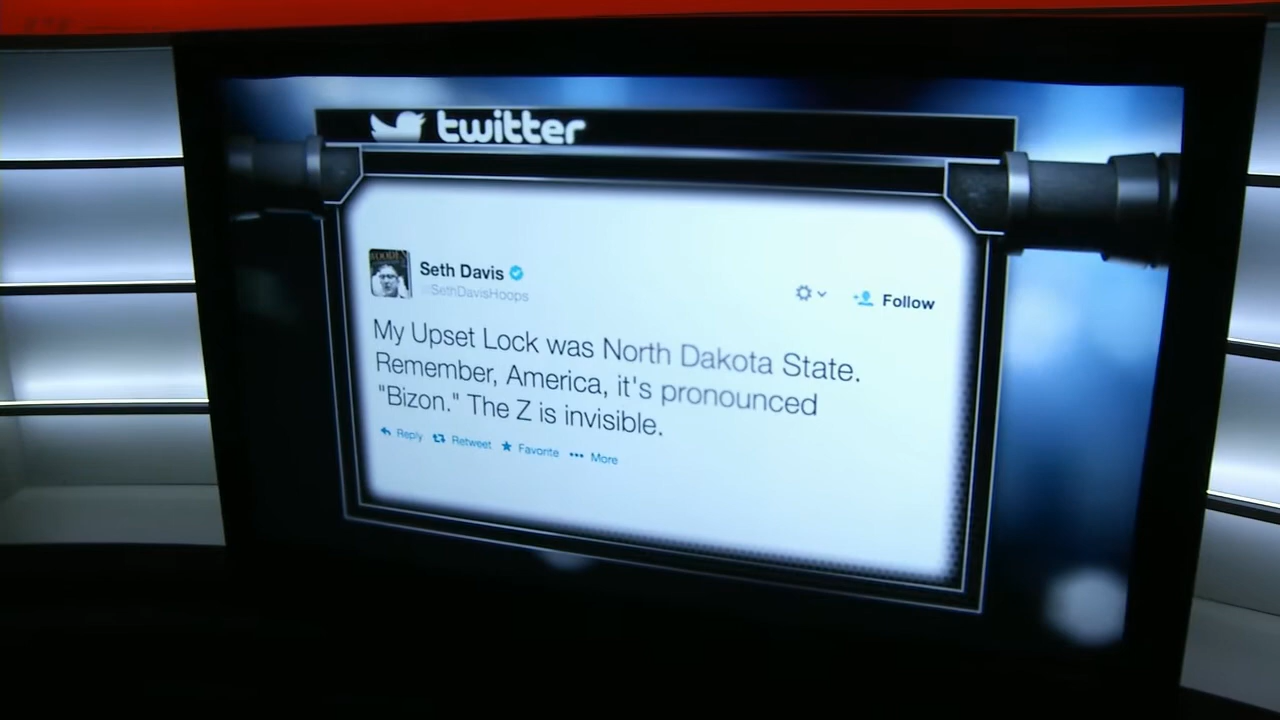 twitter
Seth Davis
@SethDavisHoops
Follow
My Upset Lock was North Dakota State.
Remember, America, it's pronounced
"Bizon." The Z is invisible.
Reply Retweet Favorite More